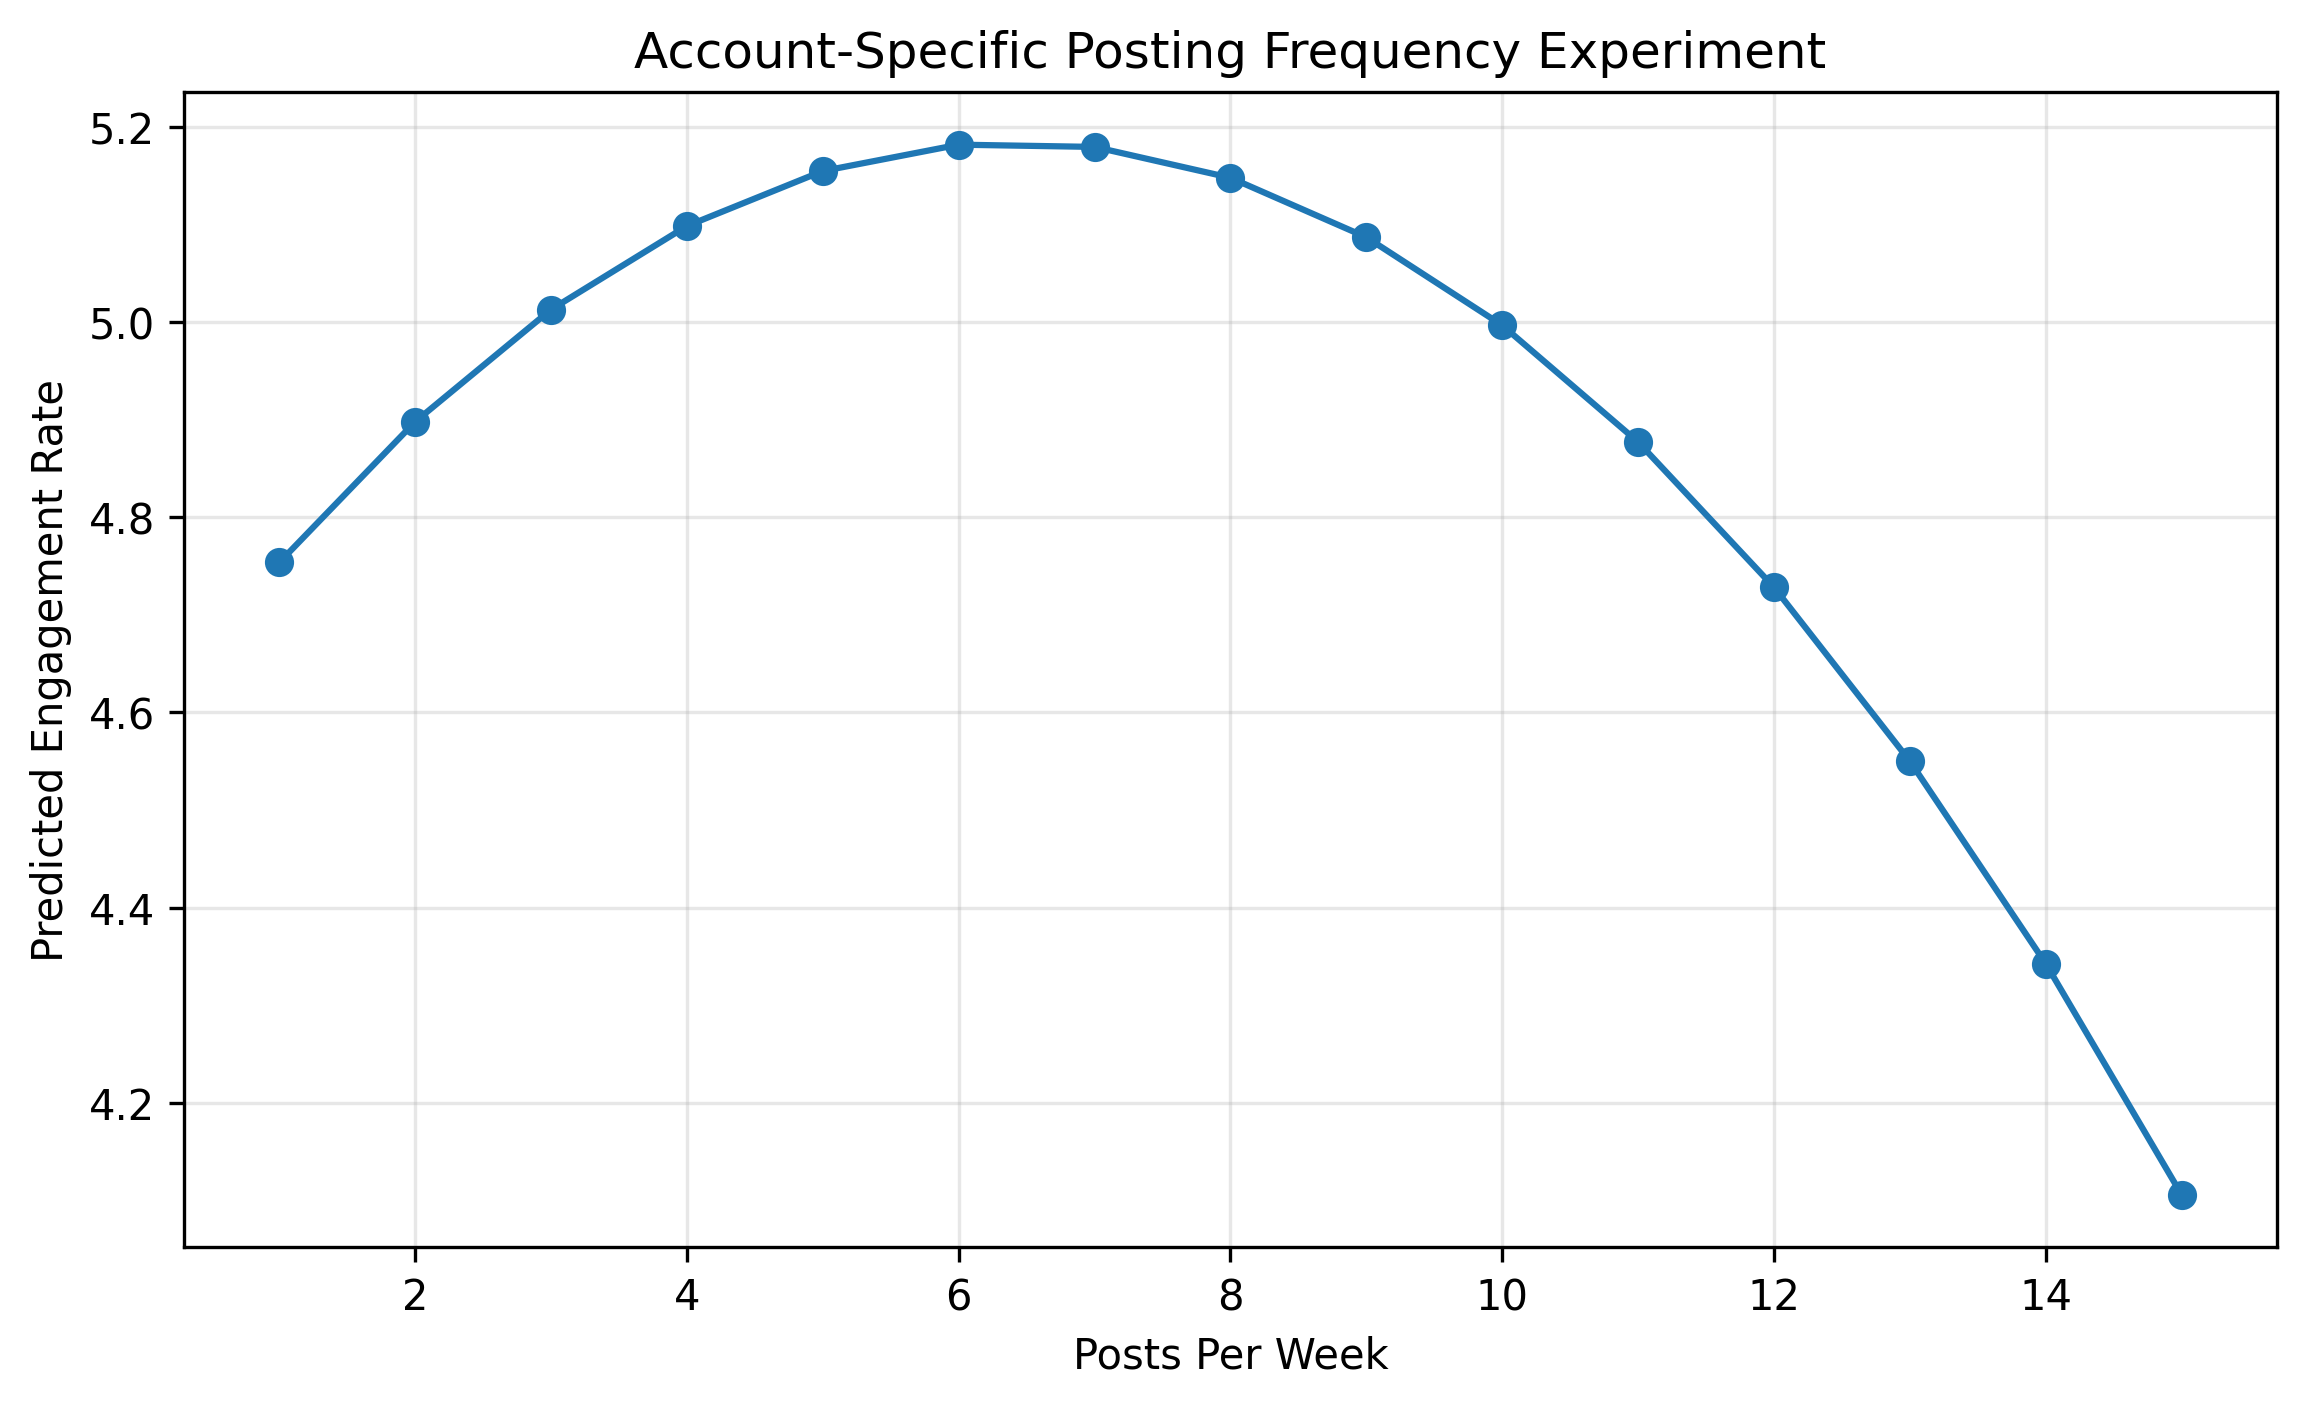 Account-Specific Posting Frequency Experiment
5.2
5.0
4.8
4.6
4.4
4.2
Predicted Engagement Rate
2 4 6 8 10 12 14
Posts Per Week